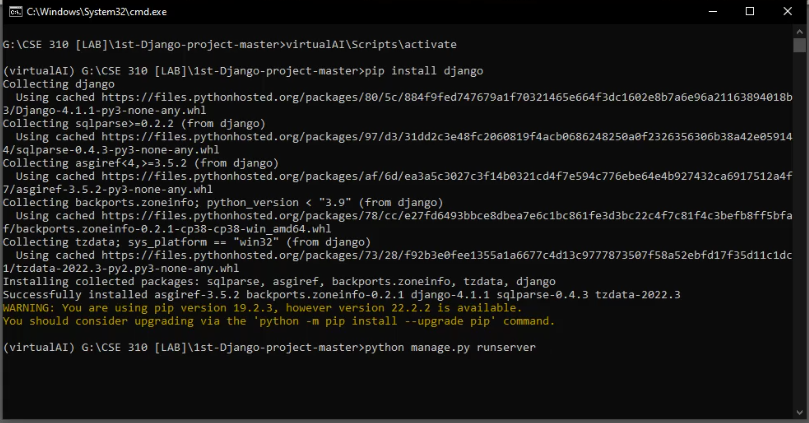 C:\Windows\System32\cmd.exe
G:\CSE 310 [LAB]\1st-Django-project-master>virtualAI\Scripts\activate
(virtualAI) G:\CSE 310 [LAB]\1st-Django-project-master>pip install django
Collecting django
  Using cached https://files.pythonhosted.org/packages/80/5c/884f9fed747679a1f70321465e664f3dc1602e8b7a6e96a21163894018b
3/Django-4.1.1-py3-none-any.whl
Collecting sqlparse>=0.2.2 (from django)
  Using cached https://files.pythonhosted.org/packages/97/d3/31dd2c3e48fc2060819f4acb0686248250a0f2326356306b38a42e05914
4/sqlparse-0.4.3-py3-none-any.whl
Collecting asgiref<4,>=3.5.2 (from django)
  Using cached https://files.pythonhosted.org/packages/af/6d/ea3a5c3027c3f14b0321cd4f7e594c776ebe64e4b927432ca6917512a4f
7/asgiref-3.5.2-py3-none-any.whl
Collecting backports.zoneinfo; python_version < "3.9" (from django)
  Using cached https://files.pythonhosted.org/packages/78/cc/e27fd6493bbce8dbea7e6c1bc861fe3d3bc22c4f7c81f4c3befb8ff5bfa
f/backports.zoneinfo-0.2.1-cp38-cp38-win_amd64.whl
Collecting tzdata; sys_platform == "win32" (from django)
  Using cached https://files.pythonhosted.org/packages/73/28/f92b3e0fee1355a1a6677c4d13c9777873507f58a52ebfd17f35d11c1dc
1/tzdata-2022.3-py2.py3-none-any.whl
Installing collected packages: sqlparse, asgiref, backports.zoneinfo, tzdata, django
Successfully installed asgiref-3.5.2 backports.zoneinfo-0.2.1 django-4.1.1 sqlparse-0.4.3 tzdata-2022.3
WARNING: You are using pip version 19.2.3, however version 22.2.2 is available.
You should consider upgrading via the 'python -m pip install --upgrade pip' command.
(virtualAI) G:\CSE 310 [LAB]\1st-Django-project-master>python manage.py runserver